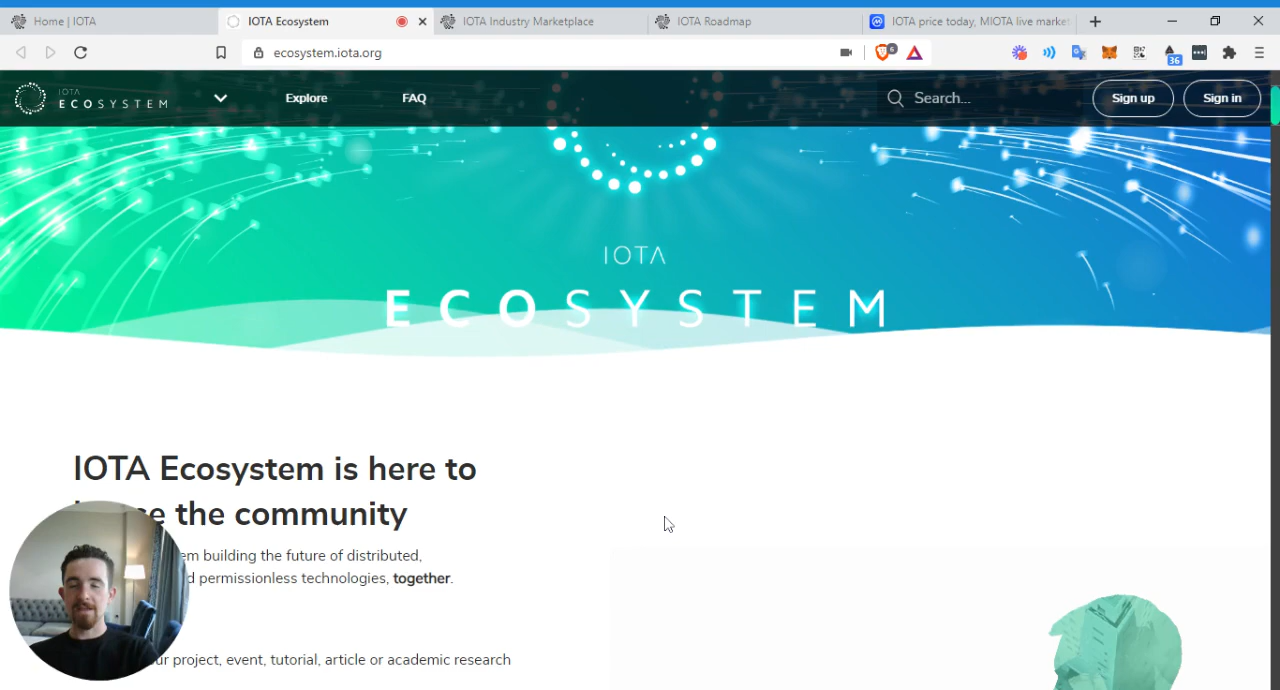 Home | IOTA
IOTA Ecosystem
IOTA Industry Marketplace
IOTA Roadmap
IOTA price today, MIOTA live market
ecosystem.iota.org
6
36
IOTA
ECOSYSTEM
Explore
FAQ
Search...
Sign up
Sign in
IOTA
ECOSYSTEM
IOTA Ecosystem is here to
the community
building the future of distributed,
permissionless technologies, together.
project, event, tutorial, article or academic research